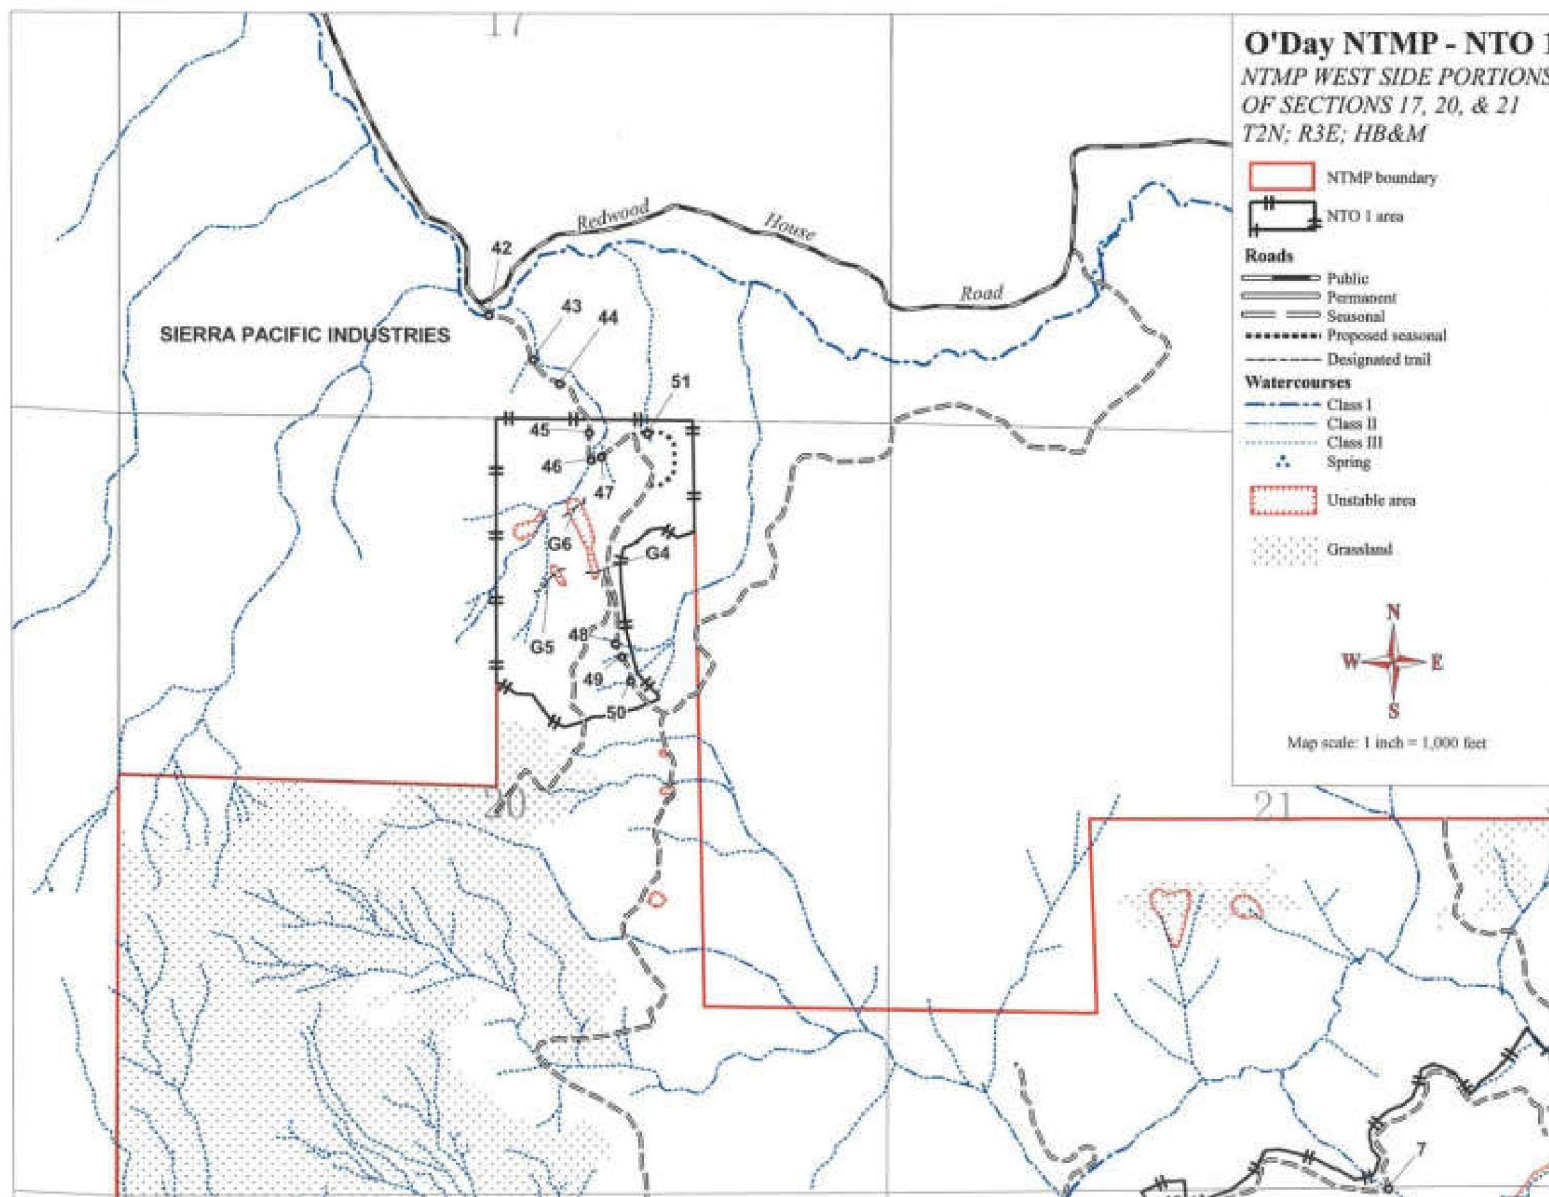 17
O'Day NTMP - NTO 1
NTMP WEST SIDE PORTIONS
OF SECTIONS 17, 20, & 21
T2N; R3E; HB&M
NTMP boundary
NTO 1 area
Roads
Public
Permanent
Seasonal
Proposed seasonal
Designated trail
Watercourses
Class I
Class II
Class III
Spring
Unstable area
Grassland
N
W E
S
Map scale: 1 inch = 1,000 feet
Redwood House Road
42
43 44
SIERRA PACIFIC INDUSTRIES
51
45
46
47
G6 G4
48
G5
49
50
20
21
7